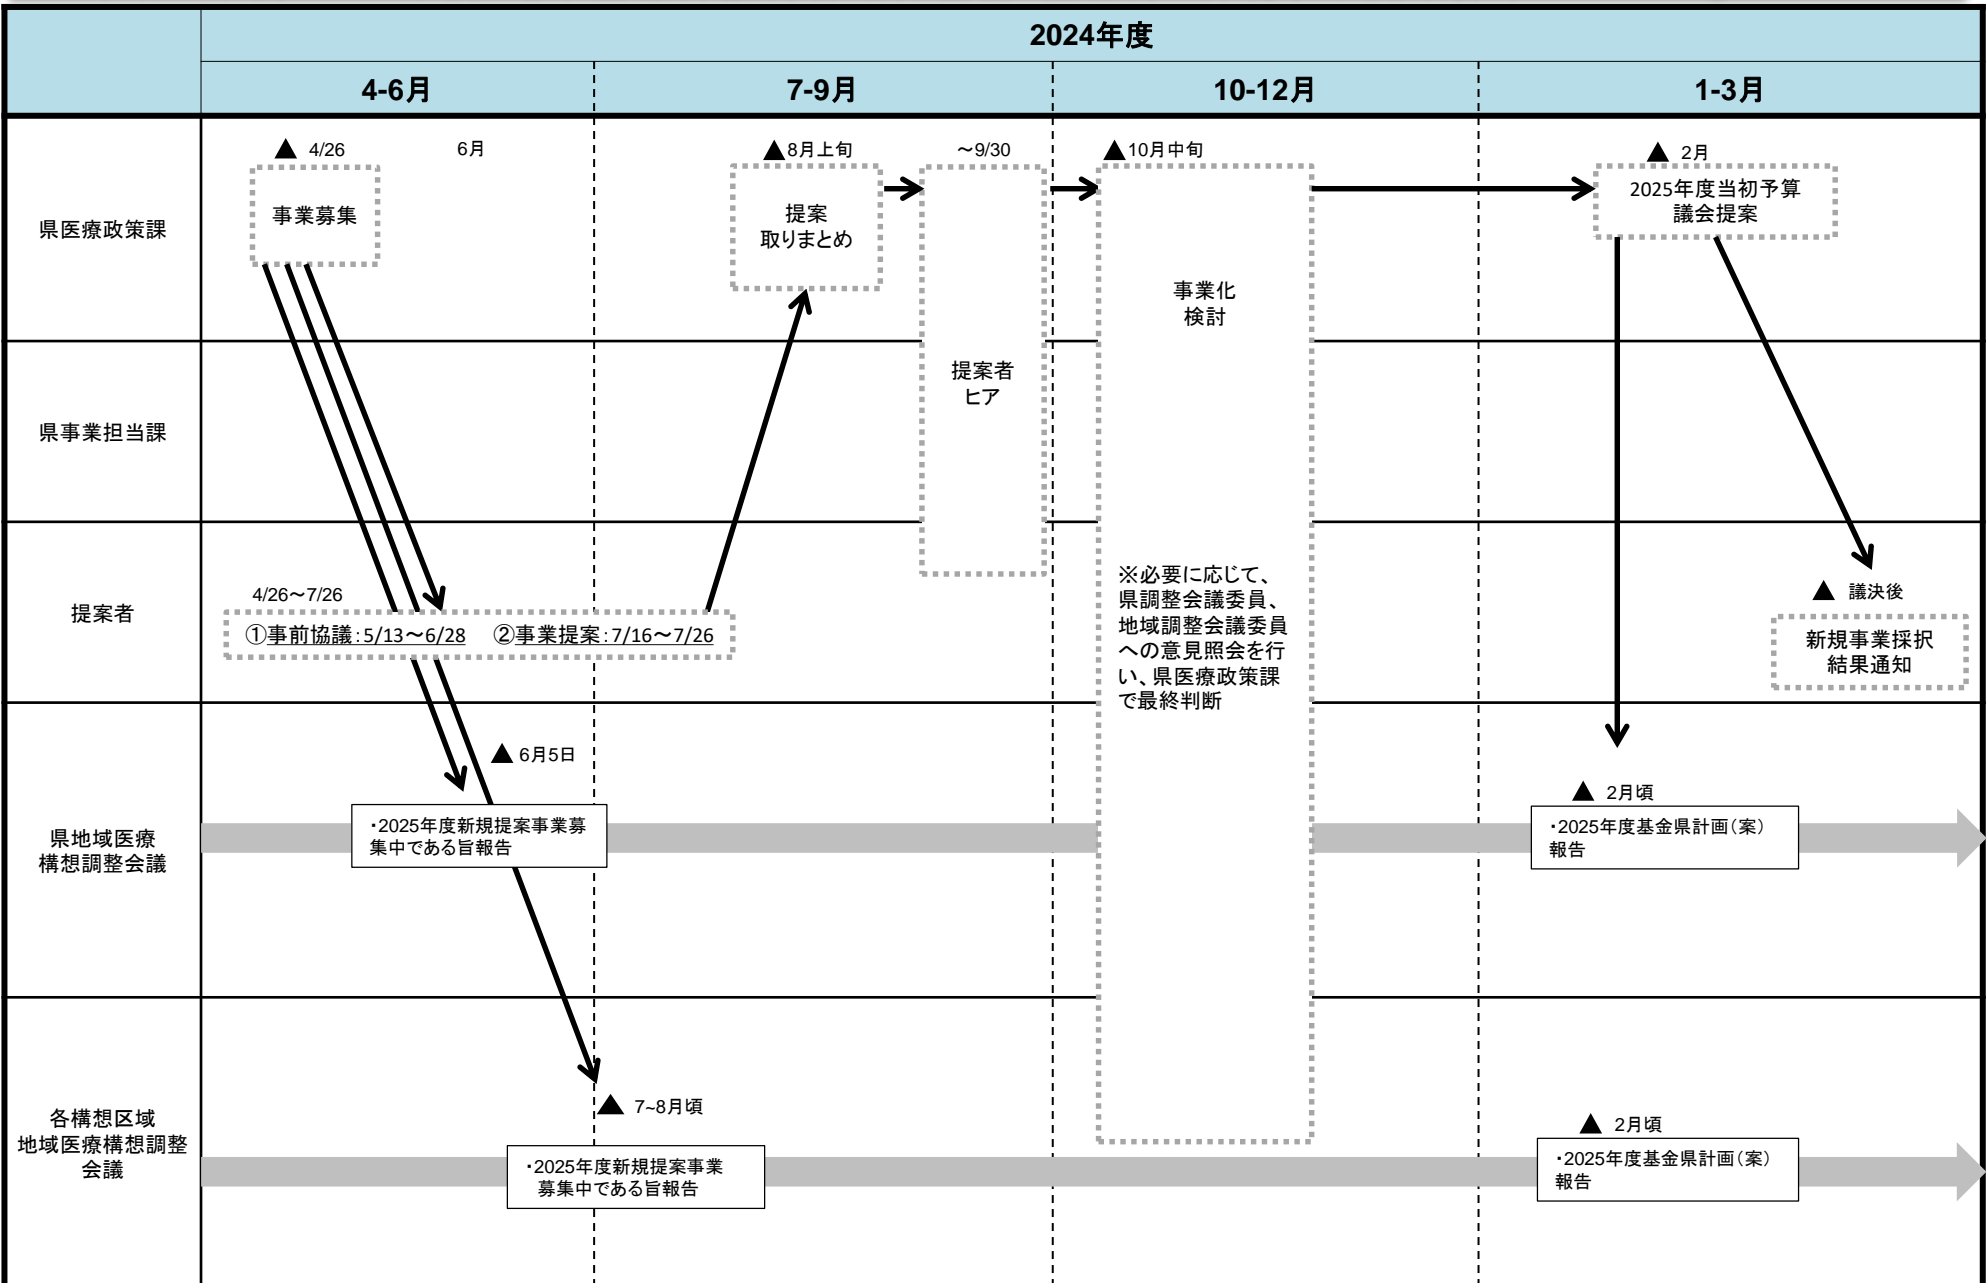 2024年度
4-6月
7-9月
10-12月
1-3月
県医療政策課
▲ 4/26
6月
事業募集
▲8月上旬
提案
取りまとめ
～9/30
提案者
ヒア
▲10月中旬
事業化
検討
※必要に応じて、
県調整会議委員、
地域調整会議委員
への意見照会を行
い、県医療政策課
で最終判断
▲ 2月
2025年度当初予算
議会提案
県事業担当課
提案者
4/26～7/26
①事前協議：5/13～6/28 ②事業提案：7/16～7/26
▲ 議決後
新規事業採択
結果通知
県地域医療
構想調整会議
▲ 6月5日
・2025年度新規提案事業募
集中である旨報告
▲ 2月頃
・2025年度基金県計画（案）
報告
各構想区域
地域医療構想調整
会議
▲ 7~8月頃
・2025年度新規提案事業
募集中である旨報告
▲ 2月頃
・2025年度基金県計画（案）
報告